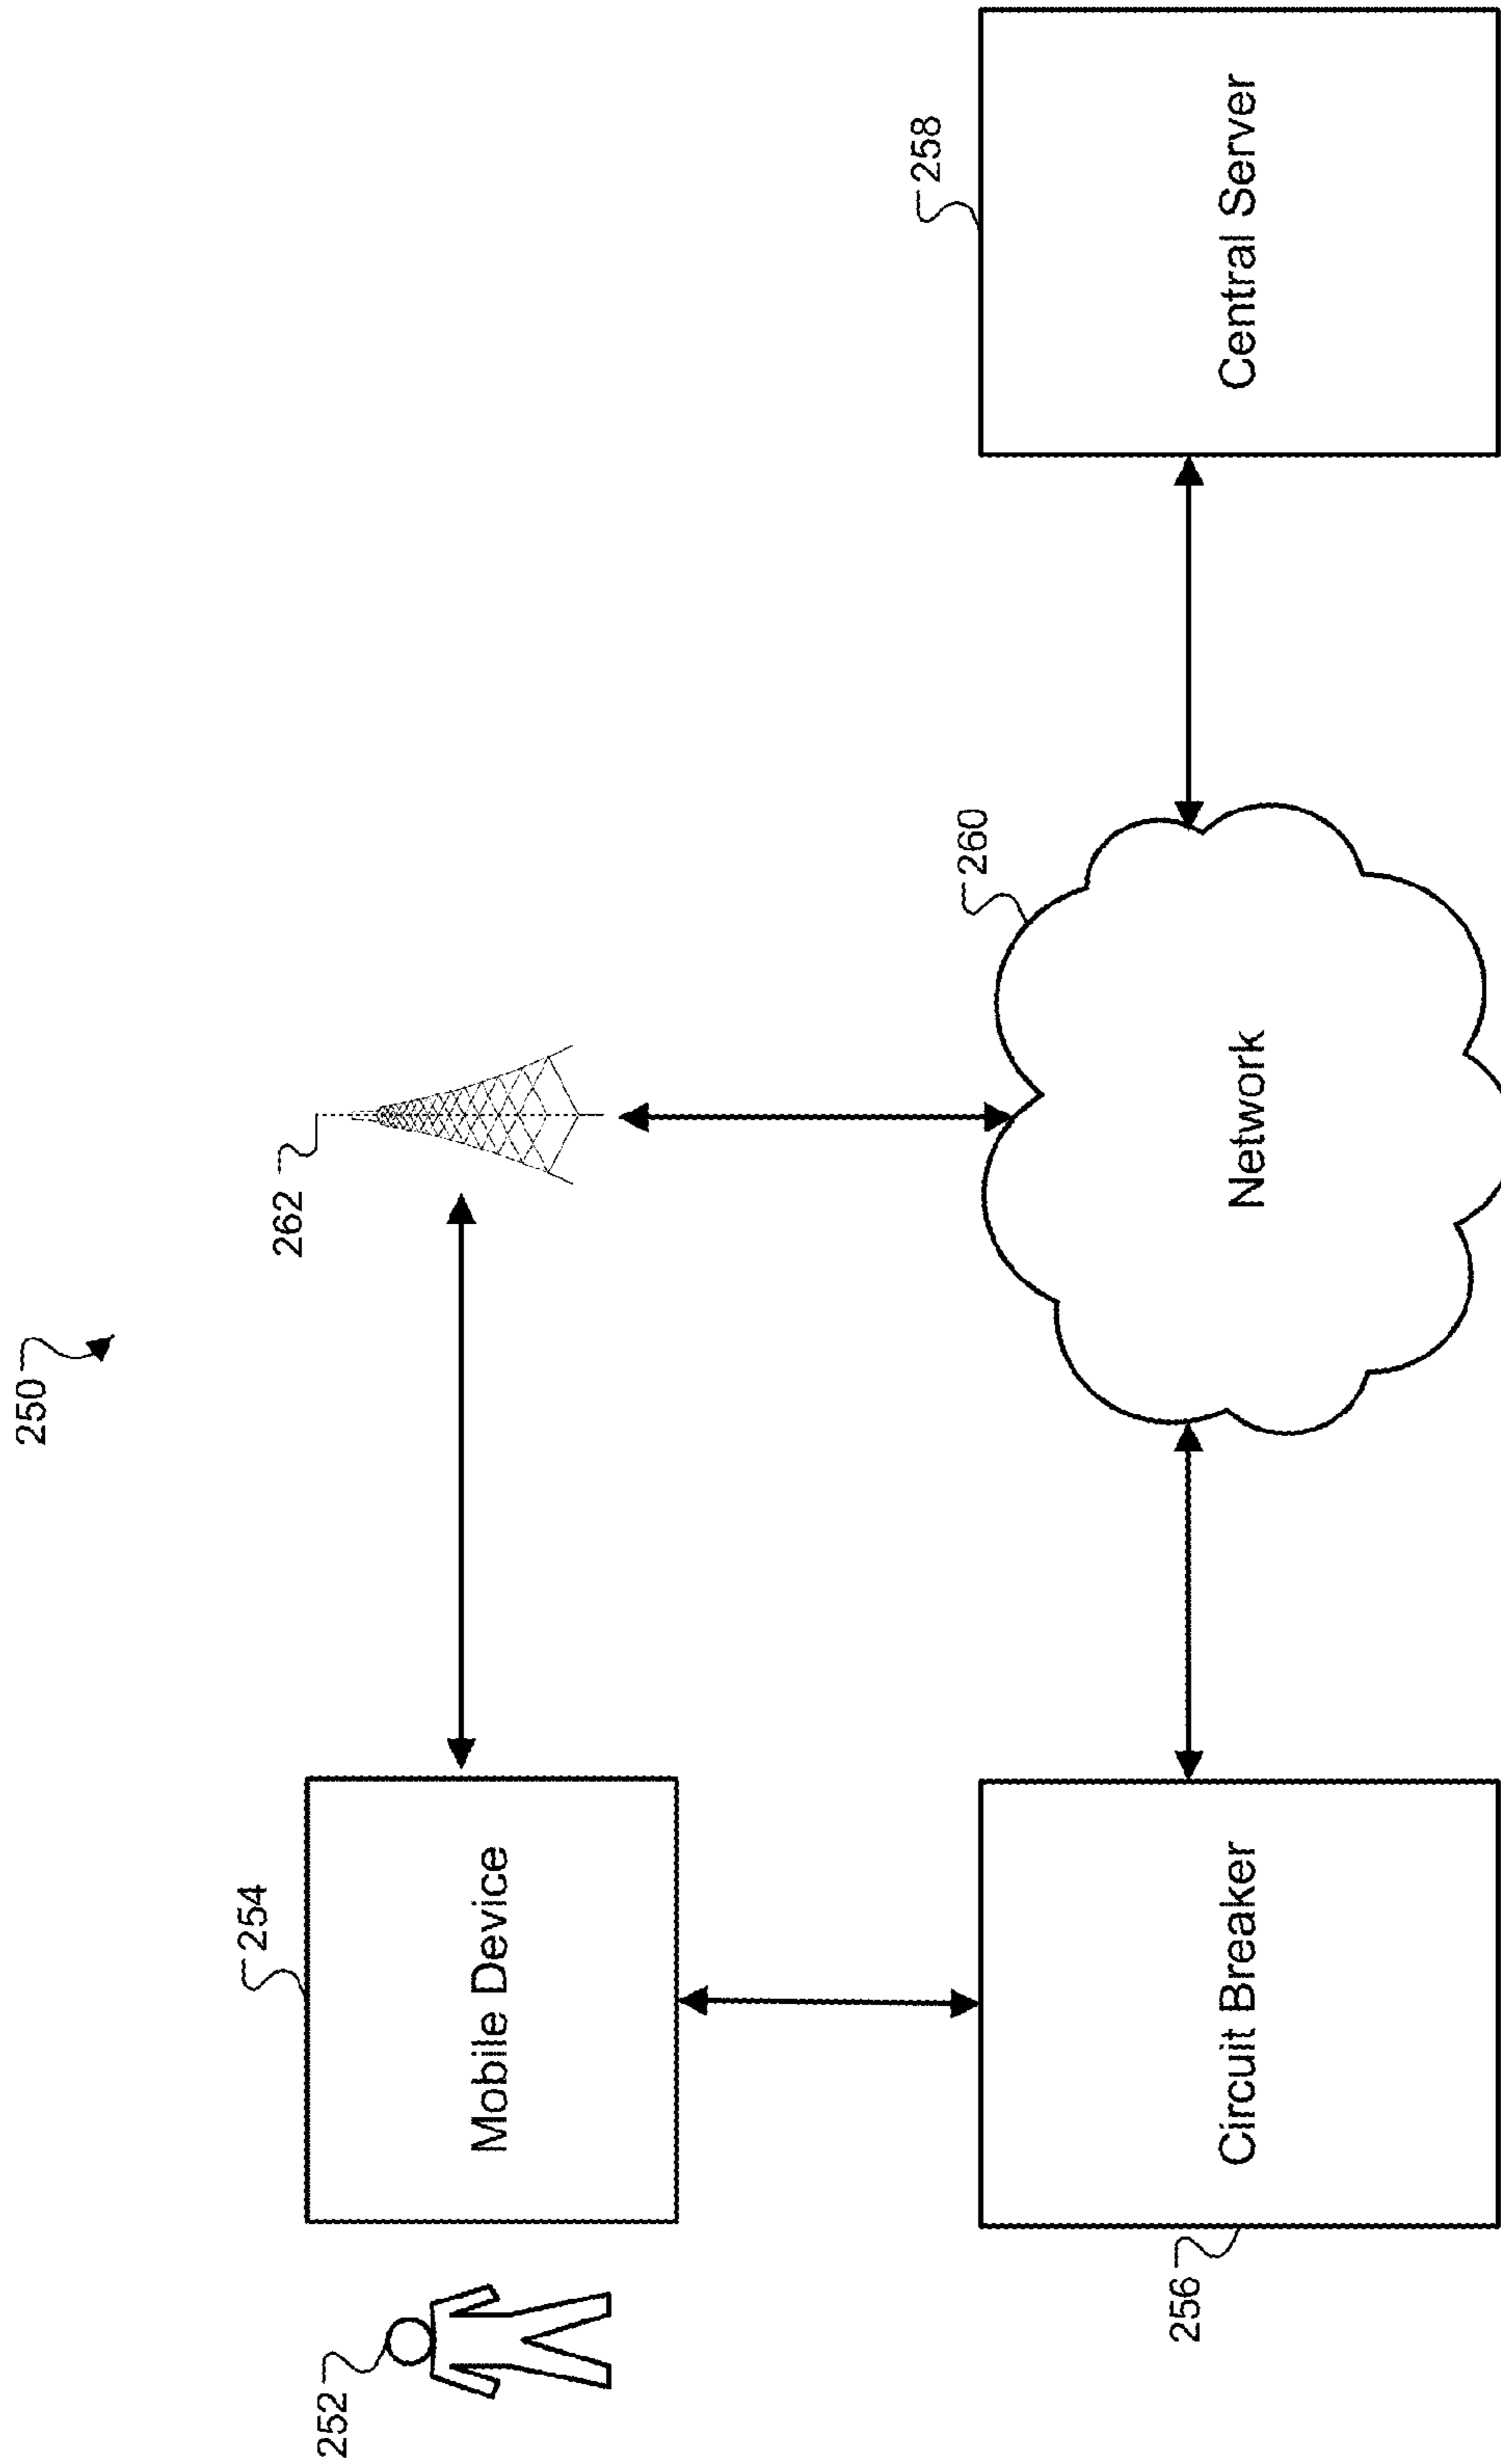 250
262
254
252
Mobile Device
258
260
256
Circuit Breaker
Network
Central Server